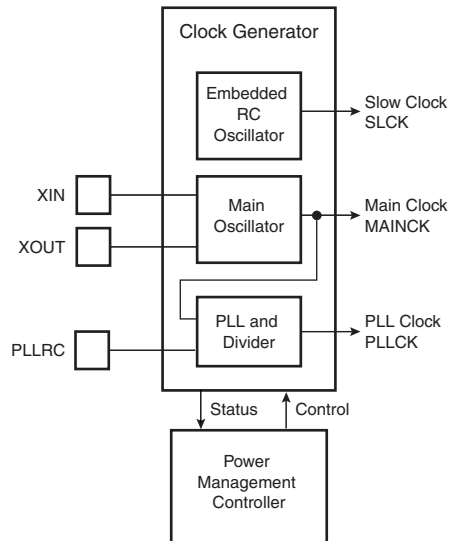 Clock Generator
Embedded
RC
Oscillator
Slow Clock
SLCK
XIN
Main
Oscillator
Main Clock
MAINCK
XOUT
PLL and
Divider
PLL Clock
PLLCK
PLLRC
Status
Control
Power
Management
Controller